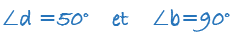 ∠d = 50° et ∠b = 90°